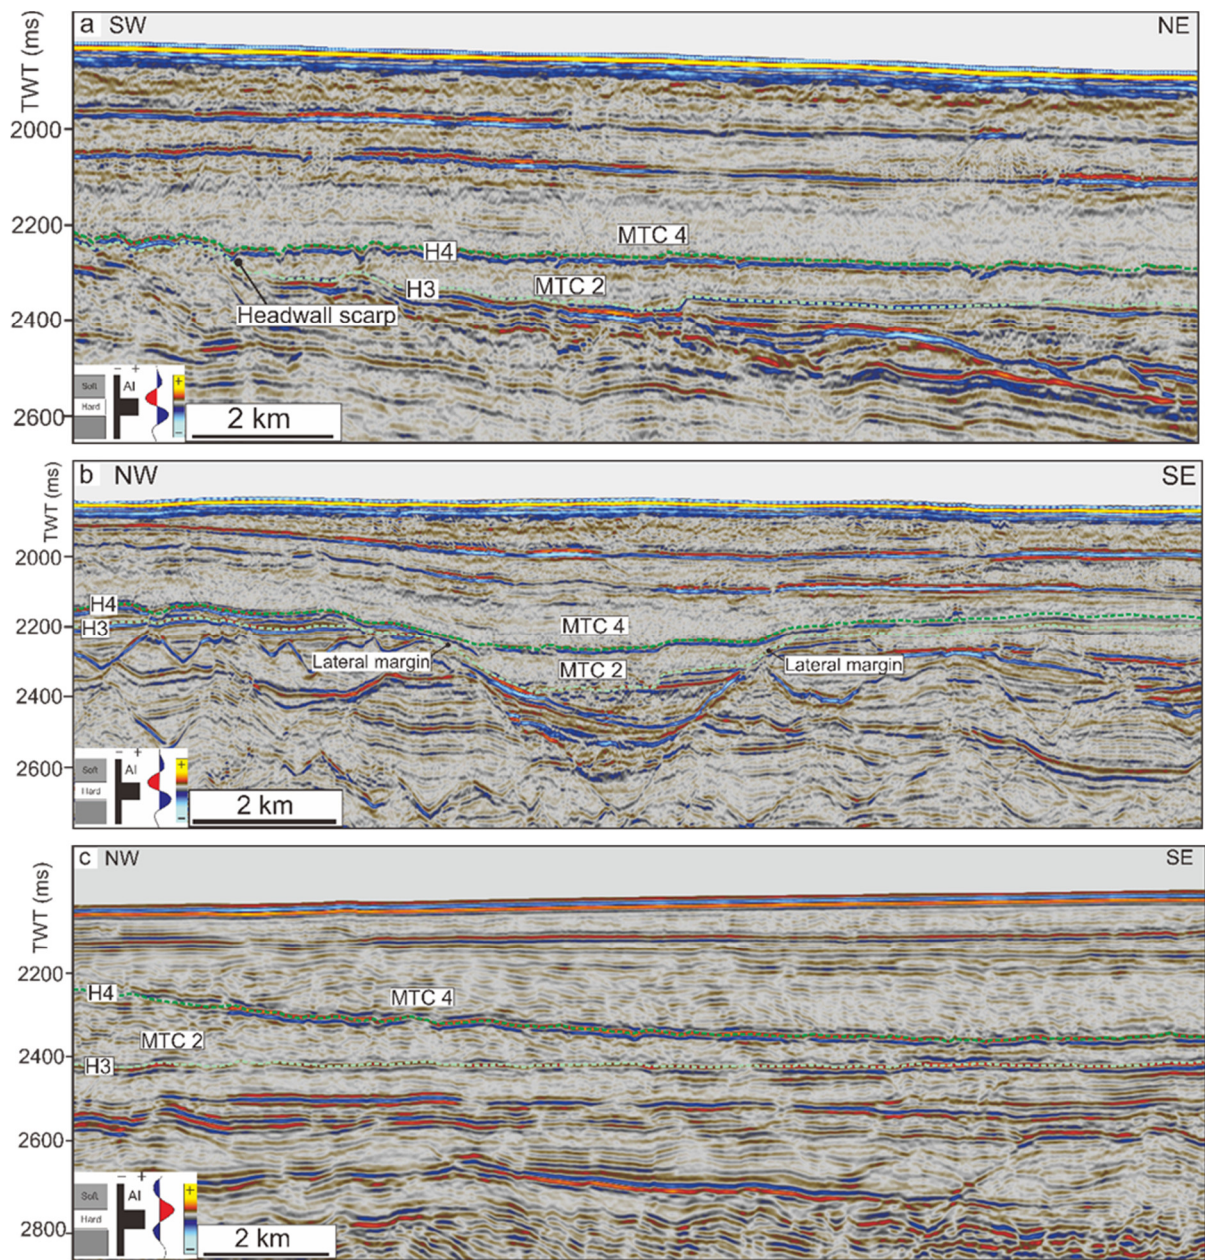 a SW
NE
TWT (ms)
2000
2200
2400
2600
MTC 4
H4
MTC 2
H3
Headwall scarp
− +
Soft
AI
+
Hard
−
2 km
b NW
SE
TWT (ms)
2000
2200
2400
2600
H4
H3
MTC 4
Lateral margin
MTC 2
Lateral margin
− +
Soft
AI
+
Hard
−
2 km
c NW
SE
TWT (ms)
2200
2400
2600
2800
H4
MTC 4
MTC 2
H3
− +
Soft
AI
+
Hard
−
2 km